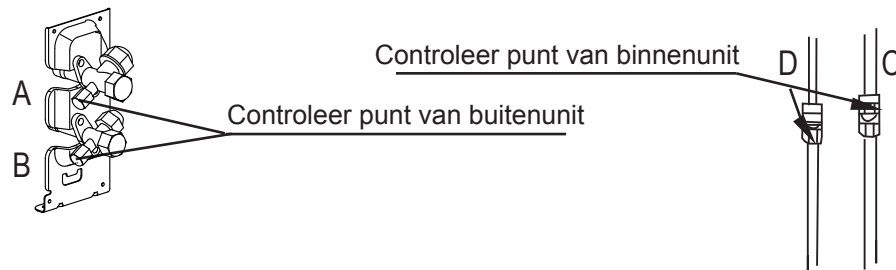 Controleer punt van binnenunit
D
C
A
Controleer punt van buitenunit
B